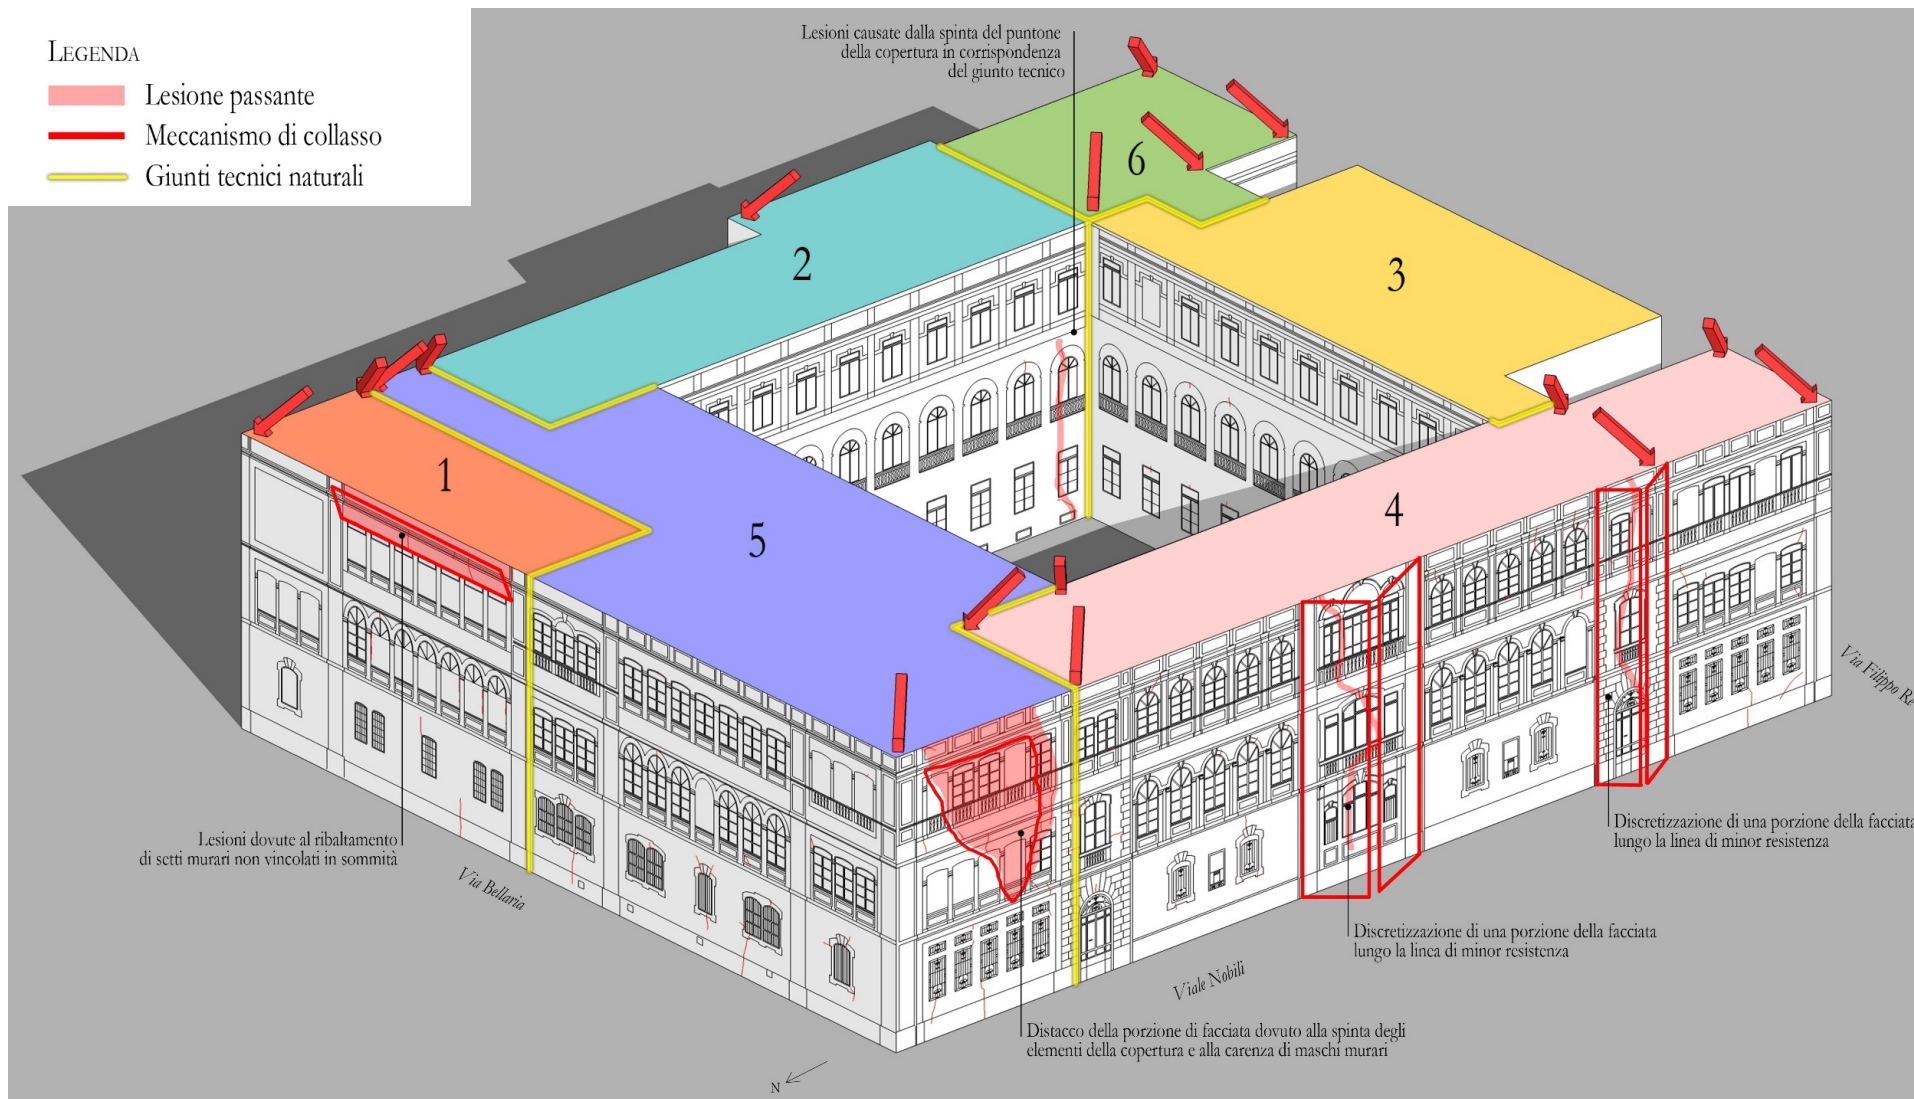 LEGENDA
Lesione passante
Meccanismo di collasso
Giunti tecnici naturali
Lesioni causate dalla spinta del puntone
della copertura in corrispondenza
del giunto tecnico
6
2
3
1
5
4
Via Filippo Re
Lesioni dovute al ribaltamento
di setti murari non vincolati in sommità
Via Bellaria
Discretizzazione di una porzione della facciata
lungo la linea di minor resistenza
Discretizzazione di una porzione della facciata
lungo la linea di minor resistenza
Viale Nobili
Distacco della porzione di facciata dovuto alla spinta degli
elementi della copertura e alla carenza di maschi murari
N